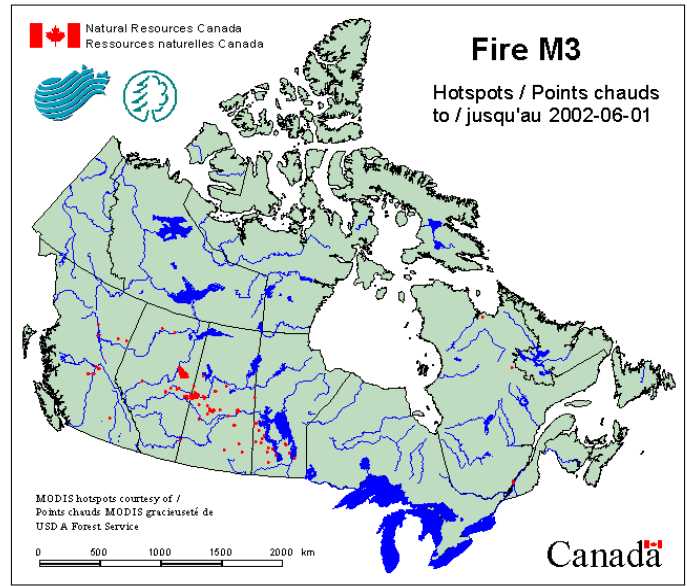 Natural Resources Canada
Ressources naturelles Canada
Fire M3
Hotspots / Points chauds
to / jusqu'au 2002-06-01
MODIS hotspots courtesy of /
Points chauds MODIS gracieuseté de
USDA Forest Service
0 500 1000 1500 2000 km
Canada